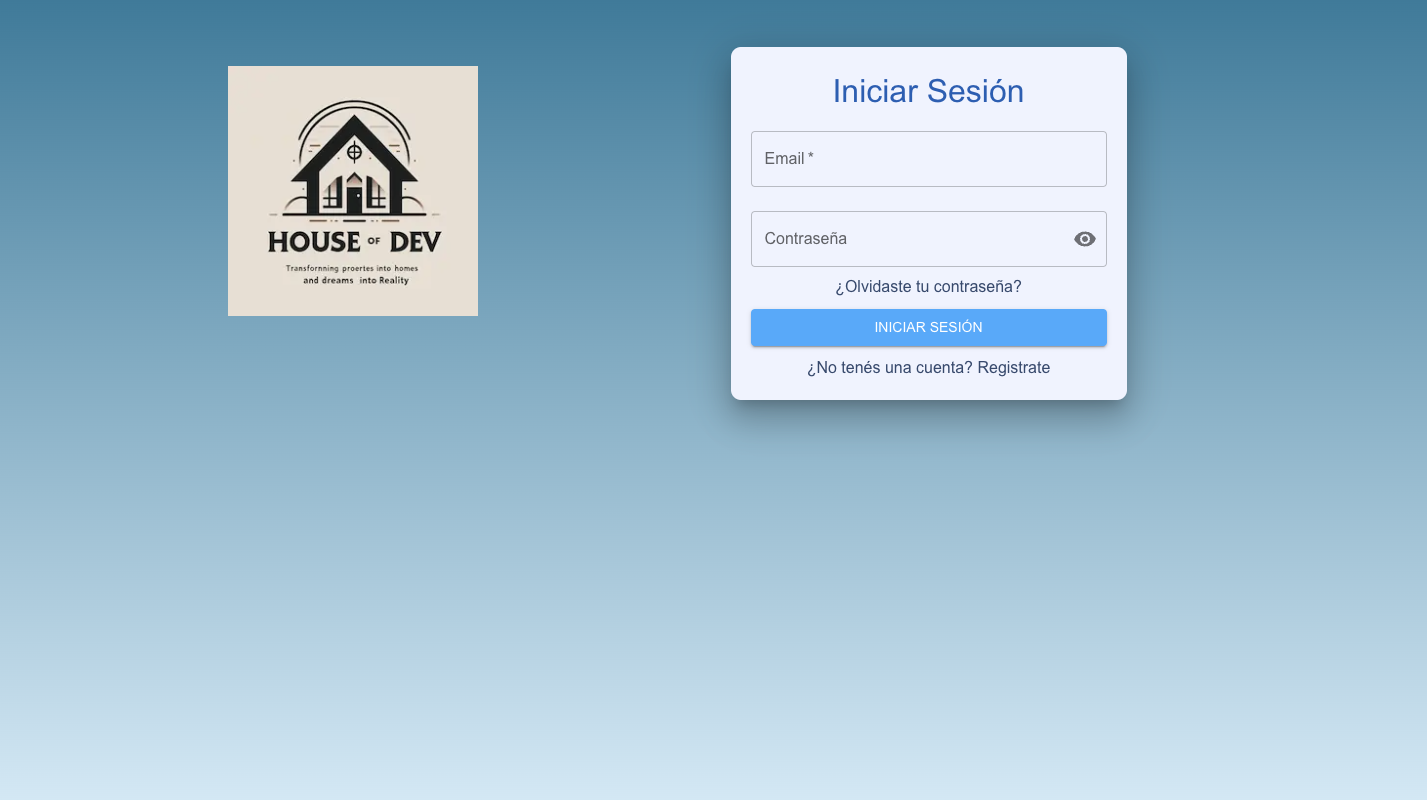 HOUSE OF DEV
Transfornning proertes into homes
and dreams into Reality
Iniciar Sesión
Email *
Contraseña
¿Olvidaste tu contraseña?
INICIAR SESIÓN
¿No tenés una cuenta? Registrate